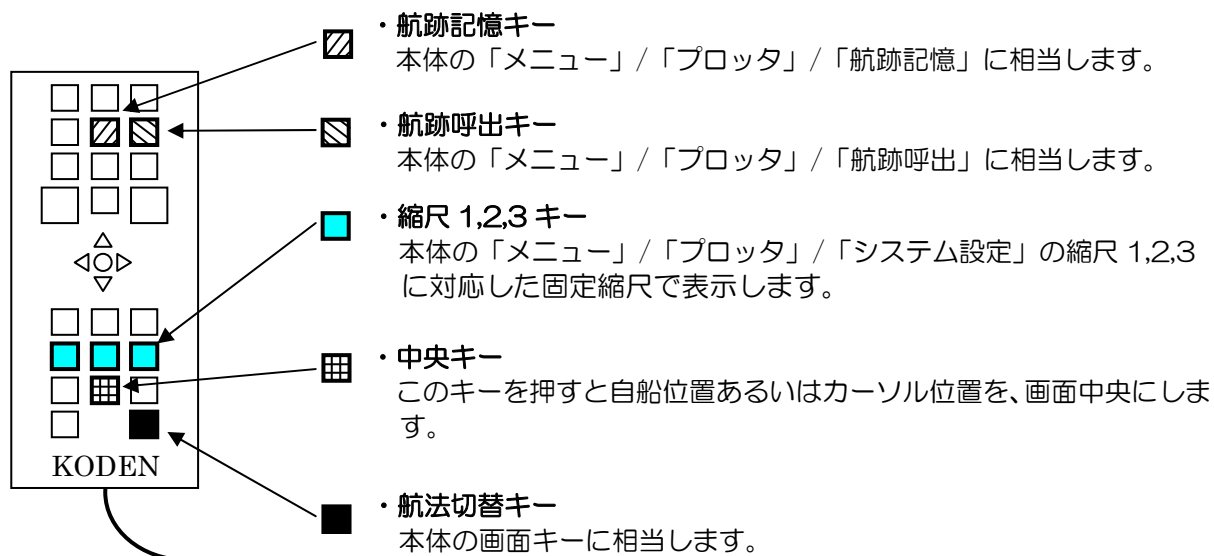 ・航跡記憶キー
本体の「メニュー」/「プロッタ」/「航跡記憶」に相当します。
・航跡呼出キー
本体の「メニュー」/「プロッタ」/「航跡呼出」に相当します。
・縮尺 1,2,3 キー
本体の「メニュー」/「プロッタ」/「システム設定」の縮尺 1,2,3
に対応した固定縮尺で表示します。
・中央キー
このキーを押すと自船位置あるいはカーソル位置を、画面中央にしま
す。
KODEN
・航法切替キー
本体の画面キーに相当します。